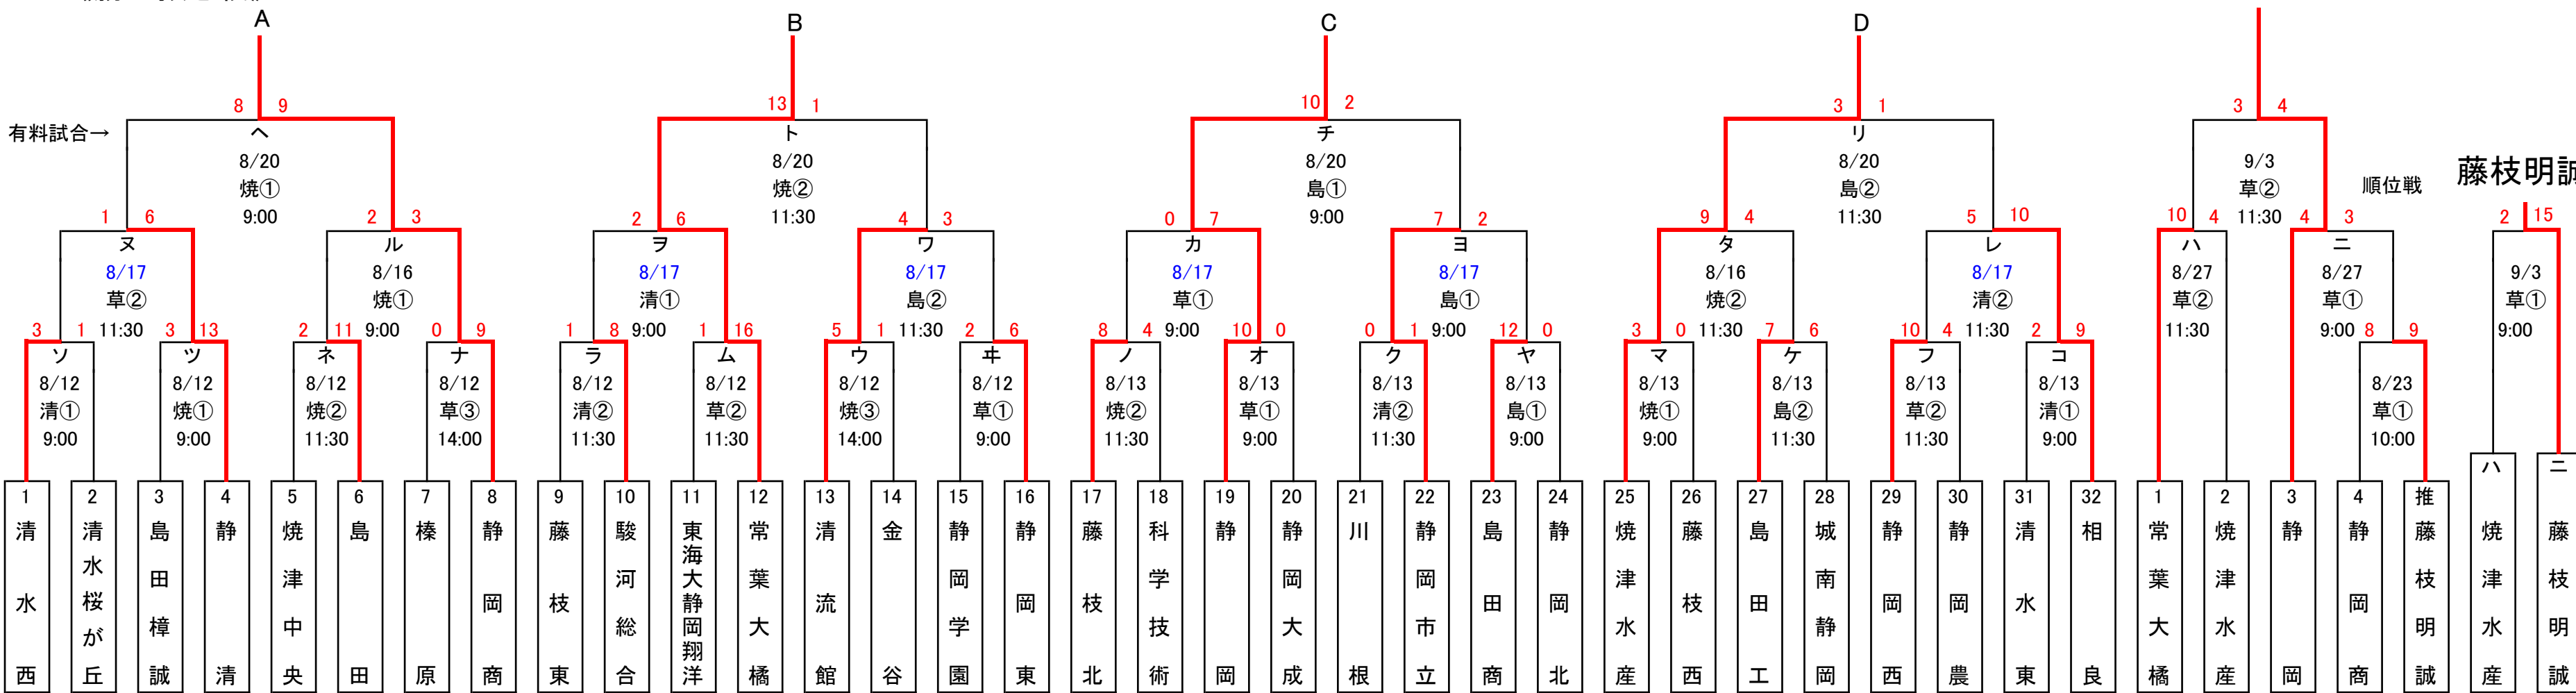 A
B
C
D
8 9
13 1
10 2
3 1
3 4
有料試合→
ヘ
8/20
焼①
9:00
ト
8/20
焼②
11:30
チ
8/20
島①
9:00
リ
8/20
島②
11:30
9/3
草②
11:30
順位戦
藤枝明誠
1 6
2 3
2 6
4 3
0 7
7 2
9 4
5 10
10 4
4 3
2 15
ヌ
8/17
草②
11:30
ル
8/16
焼①
9:00
ヲ
8/17
清①
9:00
ワ
8/17
島②
11:30
カ
8/17
草①
9:00
ヨ
8/17
島①
9:00
タ
8/16
焼②
11:30
レ
8/17
清②
11:30
ハ
8/27
草②
11:30
ニ
8/27
草①
9:00
9/3
草①
9:00
3 1
3 13
2 11
0 9
1 8
1 16
5 1
2 6
8 4
10 0
0 1
12 0
3 0
7 6
10 4
2 9
8 9
ソ
8/12
清①
9:00
ツ
8/12
焼①
9:00
ネ
8/12
焼②
11:30
ナ
8/12
草③
14:00
ラ
8/12
清②
11:30
ム
8/12
草②
11:30
ウ
8/12
焼③
14:00
ヰ
8/12
草①
9:00
ノ
8/13
焼②
11:30
オ
8/13
草①
9:00
ク
8/13
清②
11:30
ヤ
8/13
島①
9:00
マ
8/13
焼①
9:00
ケ
8/13
島②
11:30
フ
8/13
草②
11:30
コ
8/13
清①
9:00
8/23
草①
10:00
1 清水西
2 清水桜が丘
3 島田樟誠
4 静清
5 焼津中央
6 島田
7 榛原
8 静岡商
9 藤枝東
10 駿河総合
11 東海大静岡翔洋
12 常葉大橘
13 清流館
14 金谷
15 静岡学園
16 静岡東
17 藤枝北
18 科学技術
19 静岡
20 静岡大成
21 川根
22 静岡市立
23 島田商
24 静岡北
25 焼津水産
26 藤枝西
27 島田工
28 城南静岡
29 静岡西
30 静岡農
31 清水東
32 相良
1 常葉大橘
2 焼津水産
3 静岡
4 静岡商
推 藤枝明誠
ハ 焼津水産
ニ 藤枝明誠